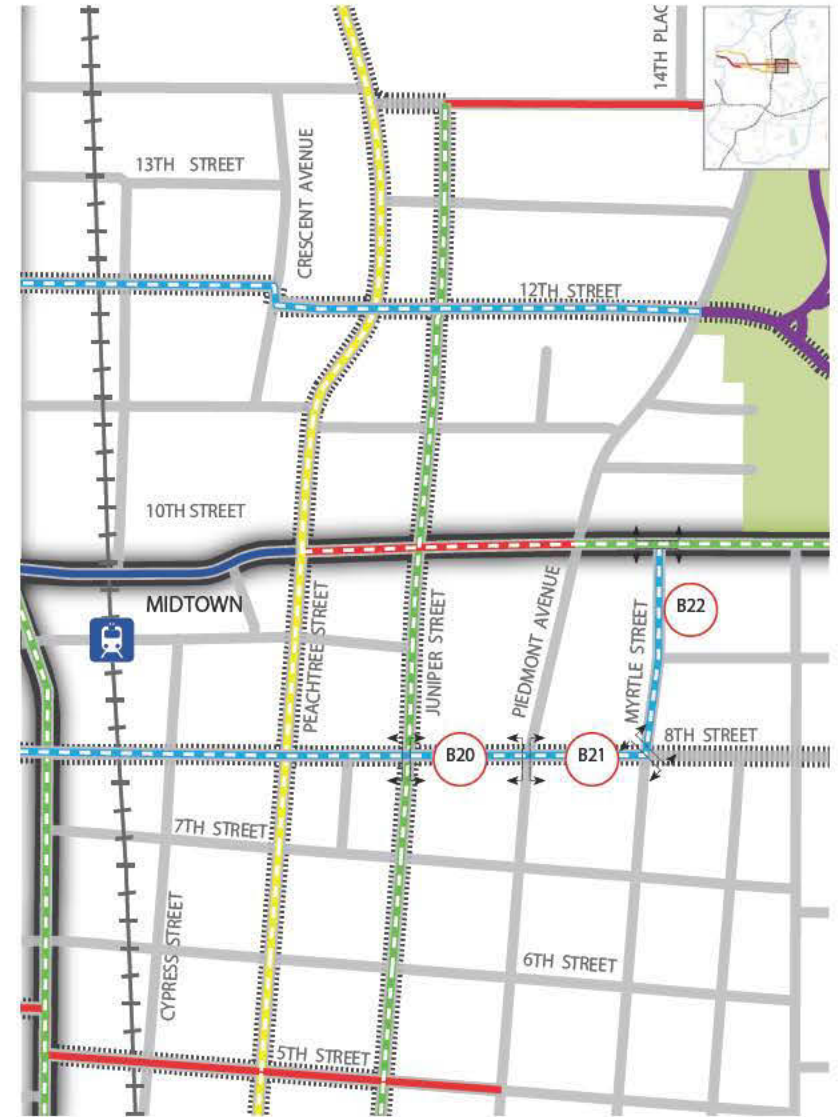 14TH PLAC
13TH STREET
CRESCENT AVENUE
12TH STREET
10TH STREET
MIDTOWN
PEACHTREE STREET
JUNIPER STREET
PIEDMONT AVENUE
MYRTLE STREET
B22
8TH STREET
B20
B21
7TH STREET
CYPRESS STREET
6TH STREET
5TH STREET